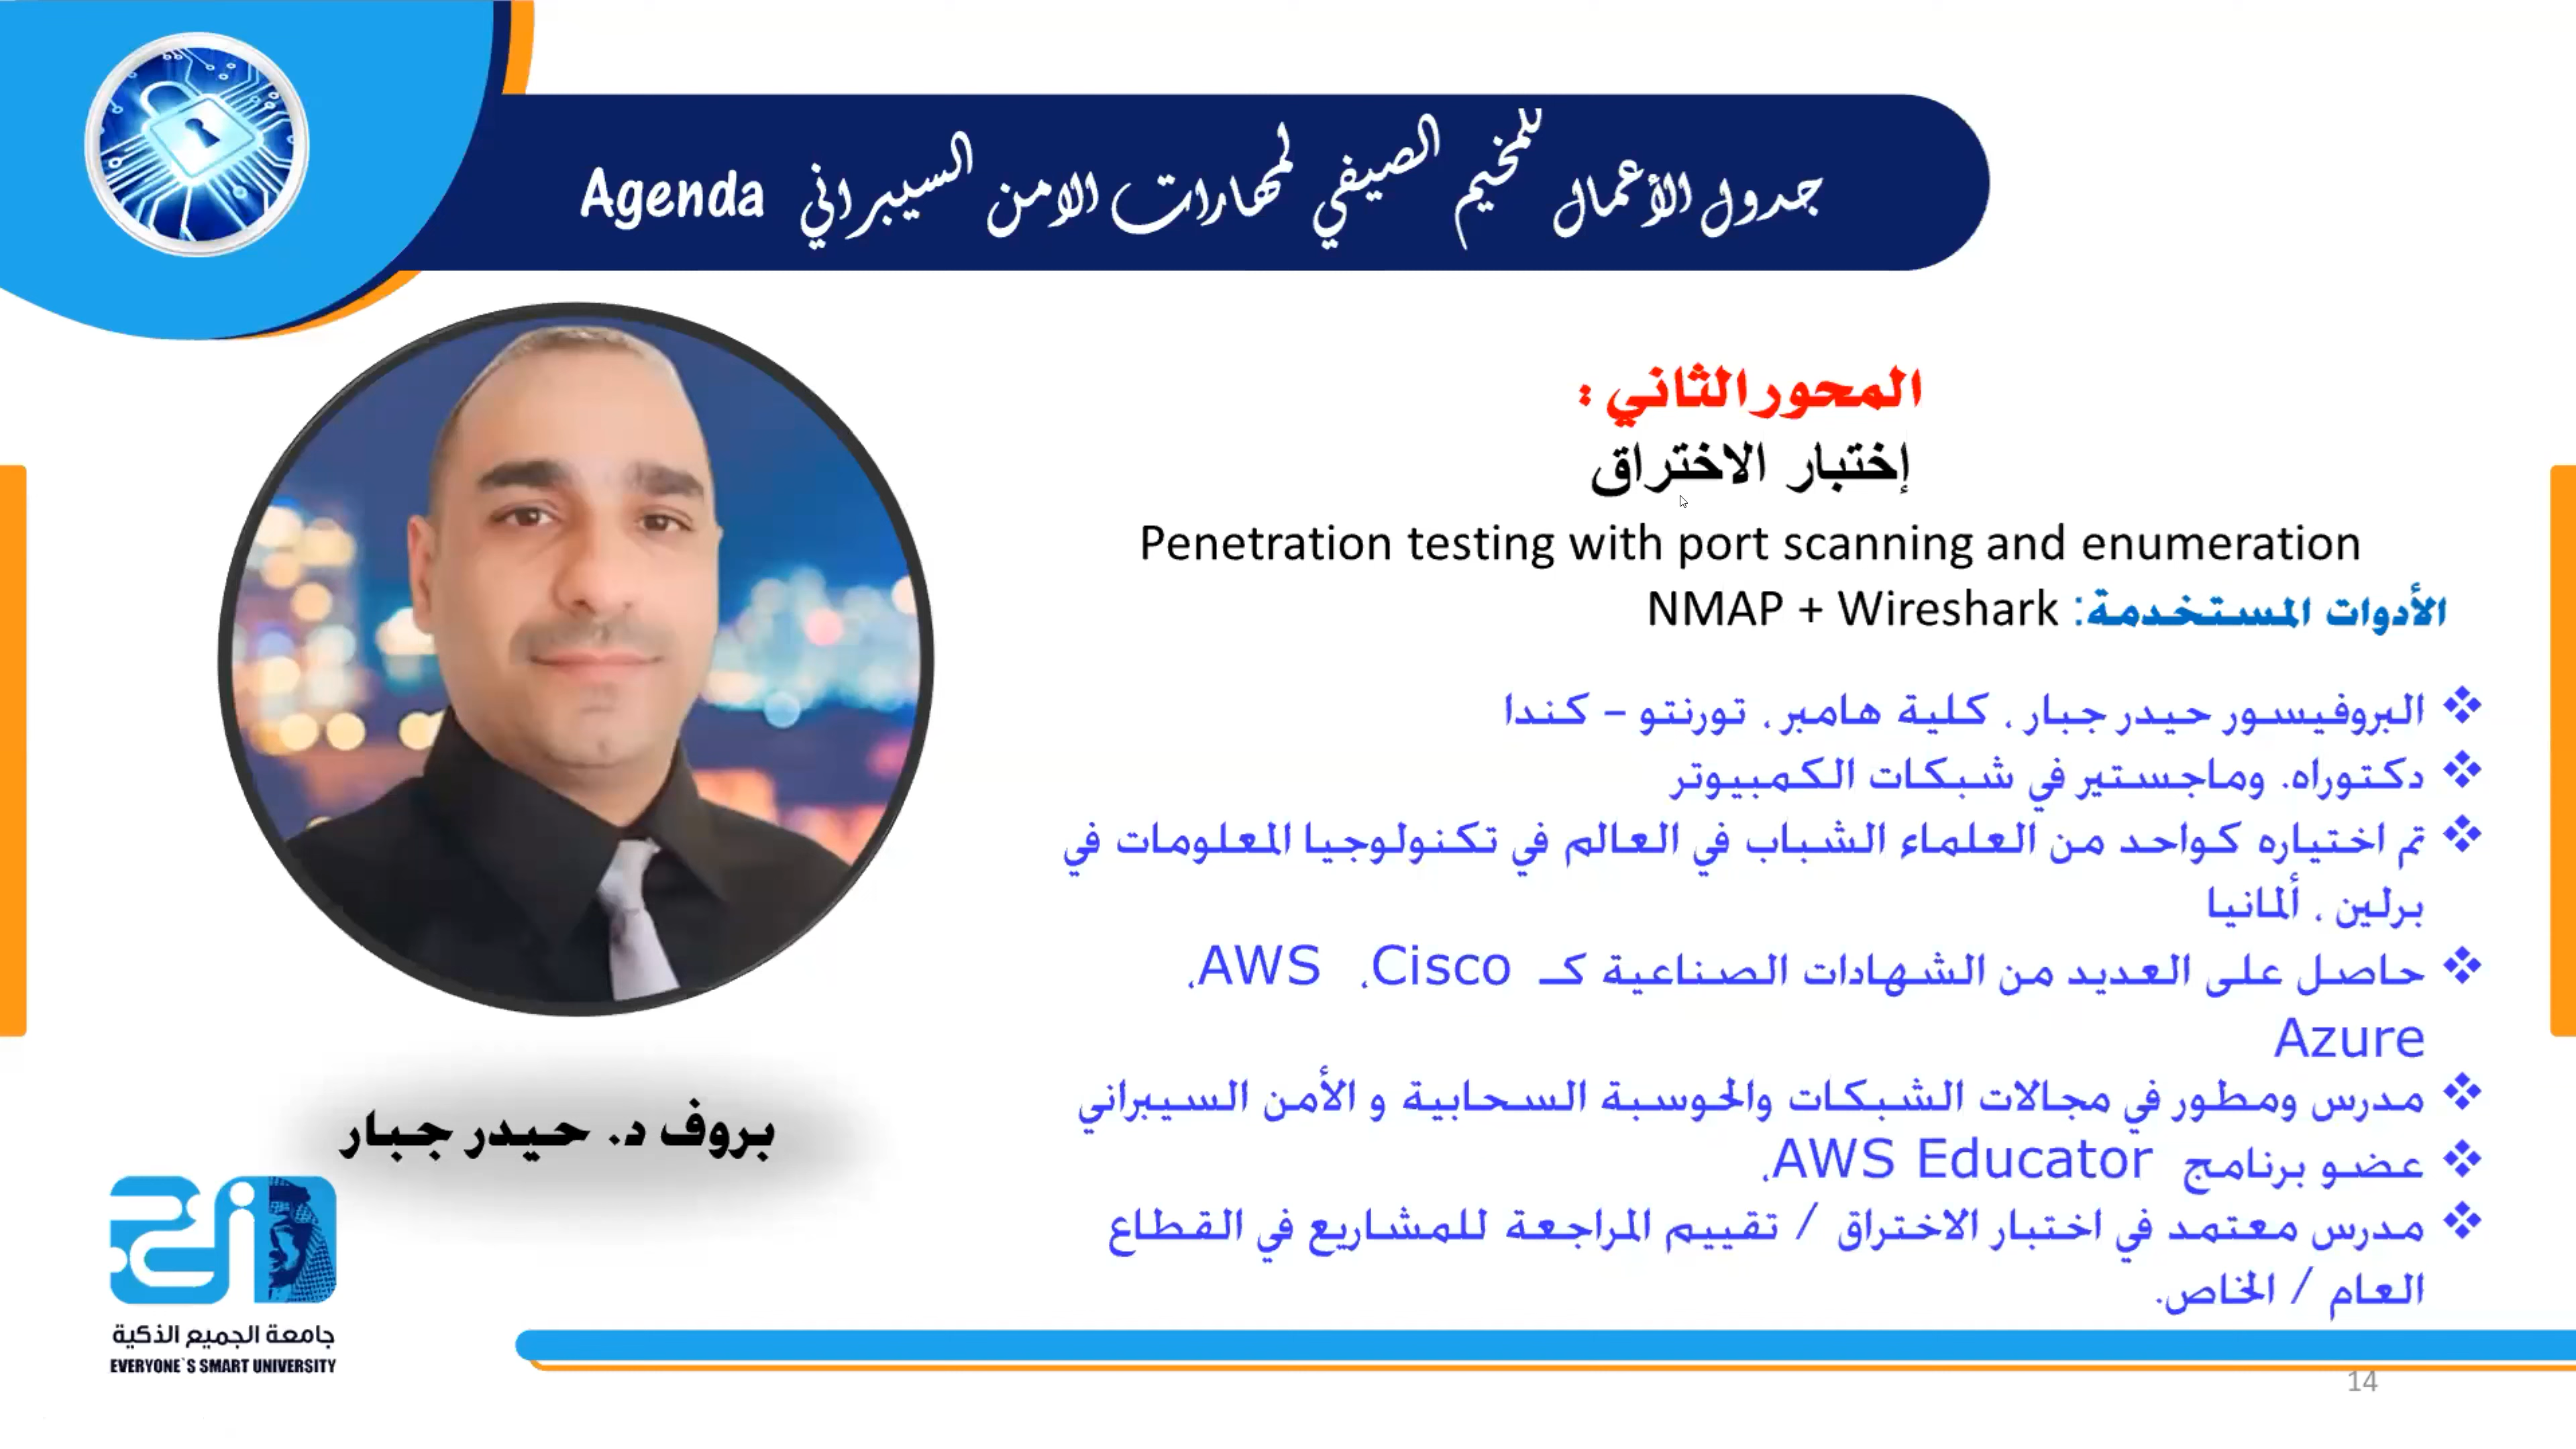 جدول الأعمال للمخيم الصيفي لمهارات الامن السيبراني Agenda
المحور الثاني :
إختبار الاختراق
Penetration testing with port scanning and enumeration
الأدوات المستخدمة: NMAP + Wireshark
❖ البروفيسور حيدر جبار ، كلية هامبر ، تورنتو – كندا
❖ دكتوراه. وماجستير في شبكات الكمبيوتر
❖ تم اختياره كواحد من العلماء الشباب في العالم في تكنولوجيا المعلومات في
برلين ، ألمانيا
❖ حاصل على العديد من الشهادات الصناعية كـ Cisco، AWS،
Azure
❖ مدرس ومطور في مجالات الشبكات والحوسبة السحابية و الأمن السيبراني
❖ عضو برنامج AWS Educator،
❖ مدرس معتمد في اختبار الاختراق / تقييم المراجعة للمشاريع في القطاع
العام / الخاص.
بروف د. حيدر جبار
جامعة الجميع الذكية
EVERYONE`S SMART UNIVERSITY
14